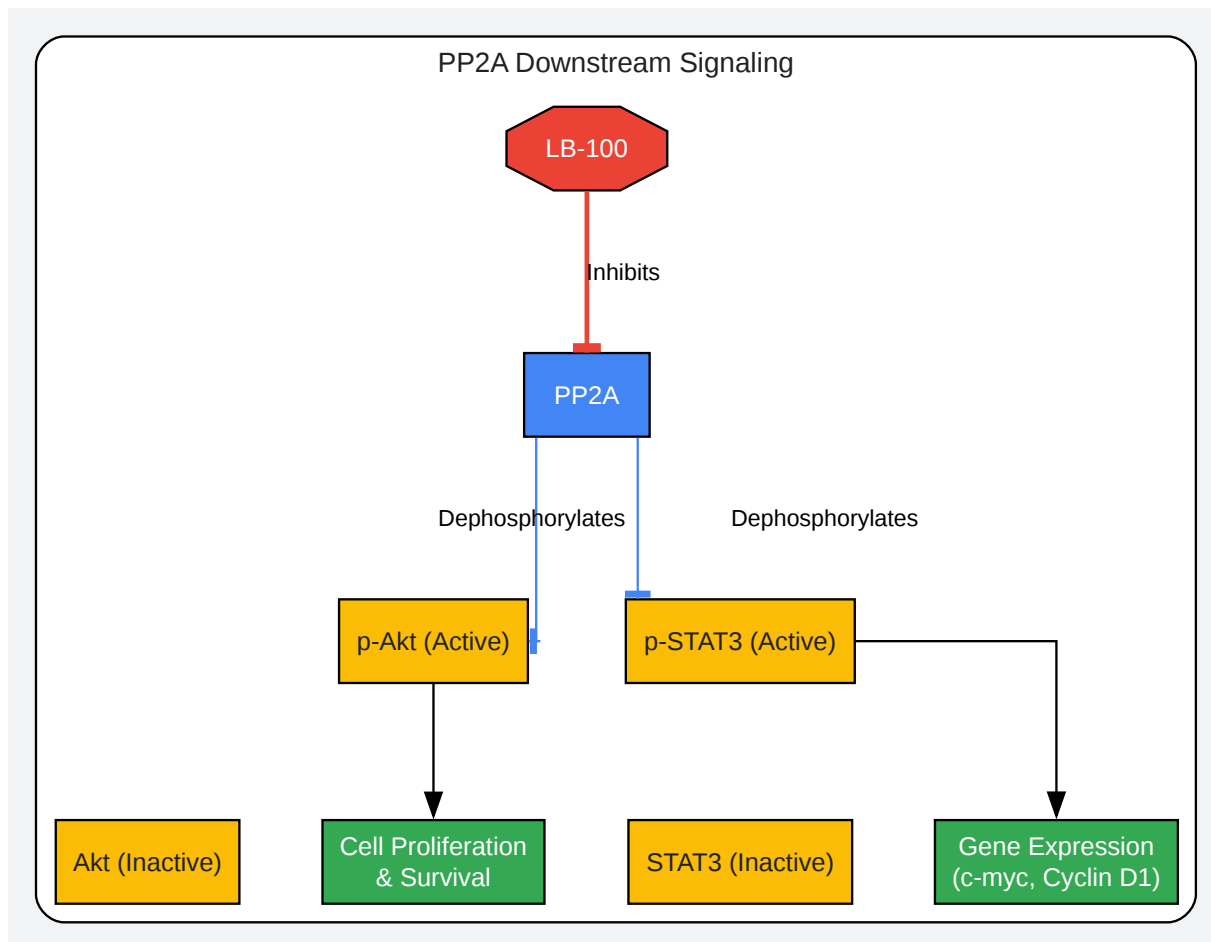 PP2A Downstream Signaling
LB-100
Inhibits
PP2A
Dephosphorylates
Dephosphorylates
p-Akt (Active)
p-STAT3 (Active)
Akt (Inactive)
Cell Proliferation
& Survival
STAT3 (Inactive)
Gene Expression
(c-myc, Cyclin D1)